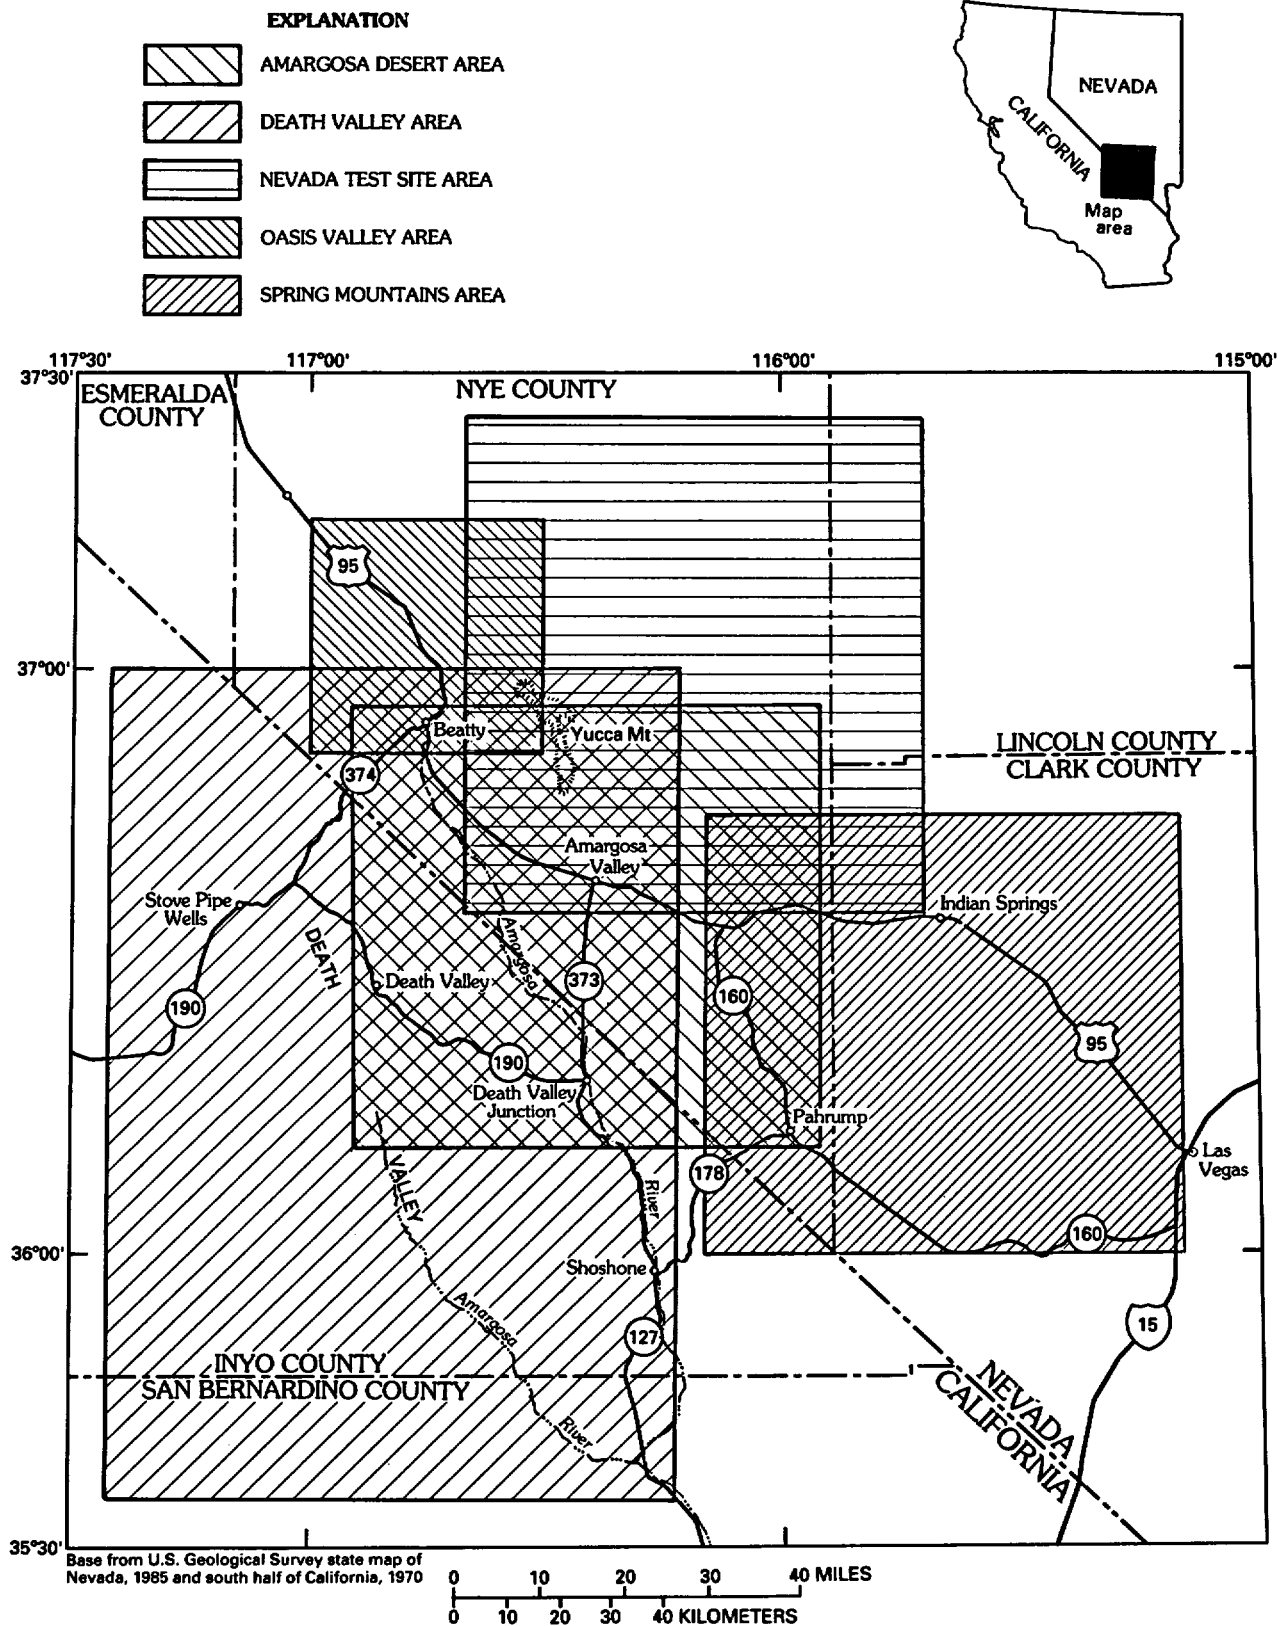 EXPLANATION
AMARGOSA DESERT AREA
DEATH VALLEY AREA
NEVADA TEST SITE AREA
OASIS VALLEY AREA
SPRING MOUNTAINS AREA
NEVADA
CALIFORNIA
Map
area
117°30'
117°00'
116°00'
115°00'
37°30'
ESMERALDA
COUNTY
NYE COUNTY
95
37°00'
Beatty
Yucca Mt
LINCOLN COUNTY
CLARK COUNTY
374
Amargosa
Valley
Stove Pipe
Wells
Indian Springs
DEATH
Amargosa
Death Valley
373
160
190
95
190
Death Valley
Junction
Pahrump
Las
Vegas
178
VALLEY
River
160
36°00'
Shoshone
Amargosa
127
15
INYO COUNTY
SAN BERNARDINO COUNTY
NEVADA
CALIFORNIA
River
35°30'
Base from U.S. Geological Survey state map of
Nevada, 1985 and south half of California, 1970
0 10 20 30 40 MILES
0 10 20 30 40 KILOMETERS